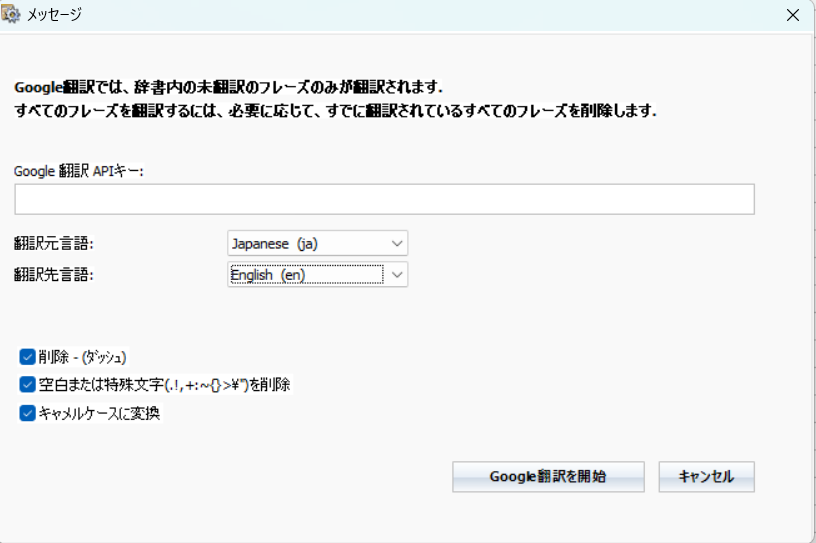 メッセージ
Google翻訳では、辞書内の未翻訳のフレーズのみが翻訳されます.
すべてのフレーズを翻訳するには、必要に応じて、すでに翻訳されているすべてのフレーズを削除します.
Google 翻訳 APIキー:
翻訳元言語: Japanese (ja)
翻訳先言語: English (en)
削除 - (ダッシュ)
空白または特殊文字(.!,+:~{}>¥")を削除
キャメルケースに変換
Google翻訳を開始 キャンセル